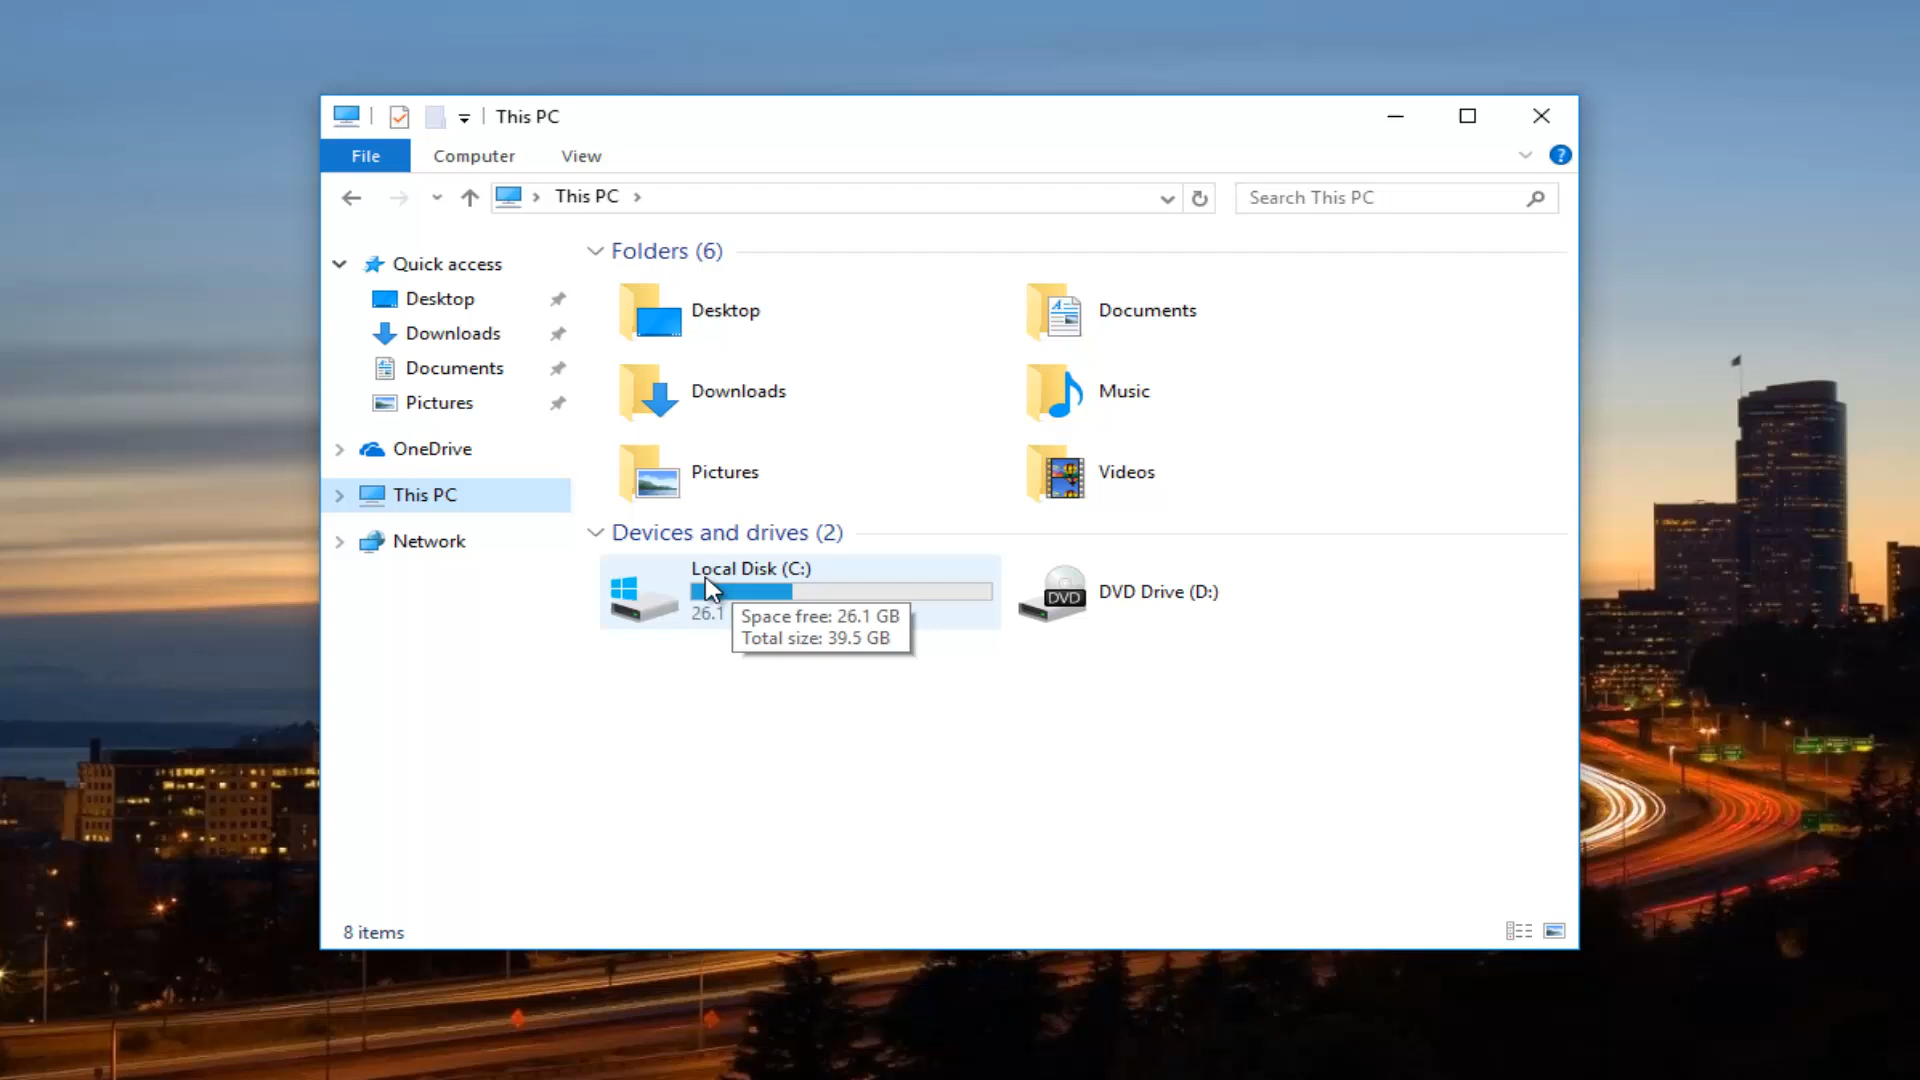 This PC
File Computer View
This PC
Search This PC
Quick access
Desktop
Downloads
Documents
Pictures
OneDrive
This PC
Network
Folders (6)
Desktop
Documents
Downloads
Music
Pictures
Videos
Devices and drives (2)
Local Disk (C:)
26.1
Space free: 26.1 GB
Total size: 39.5 GB
DVD
DVD Drive (D:)
8 items